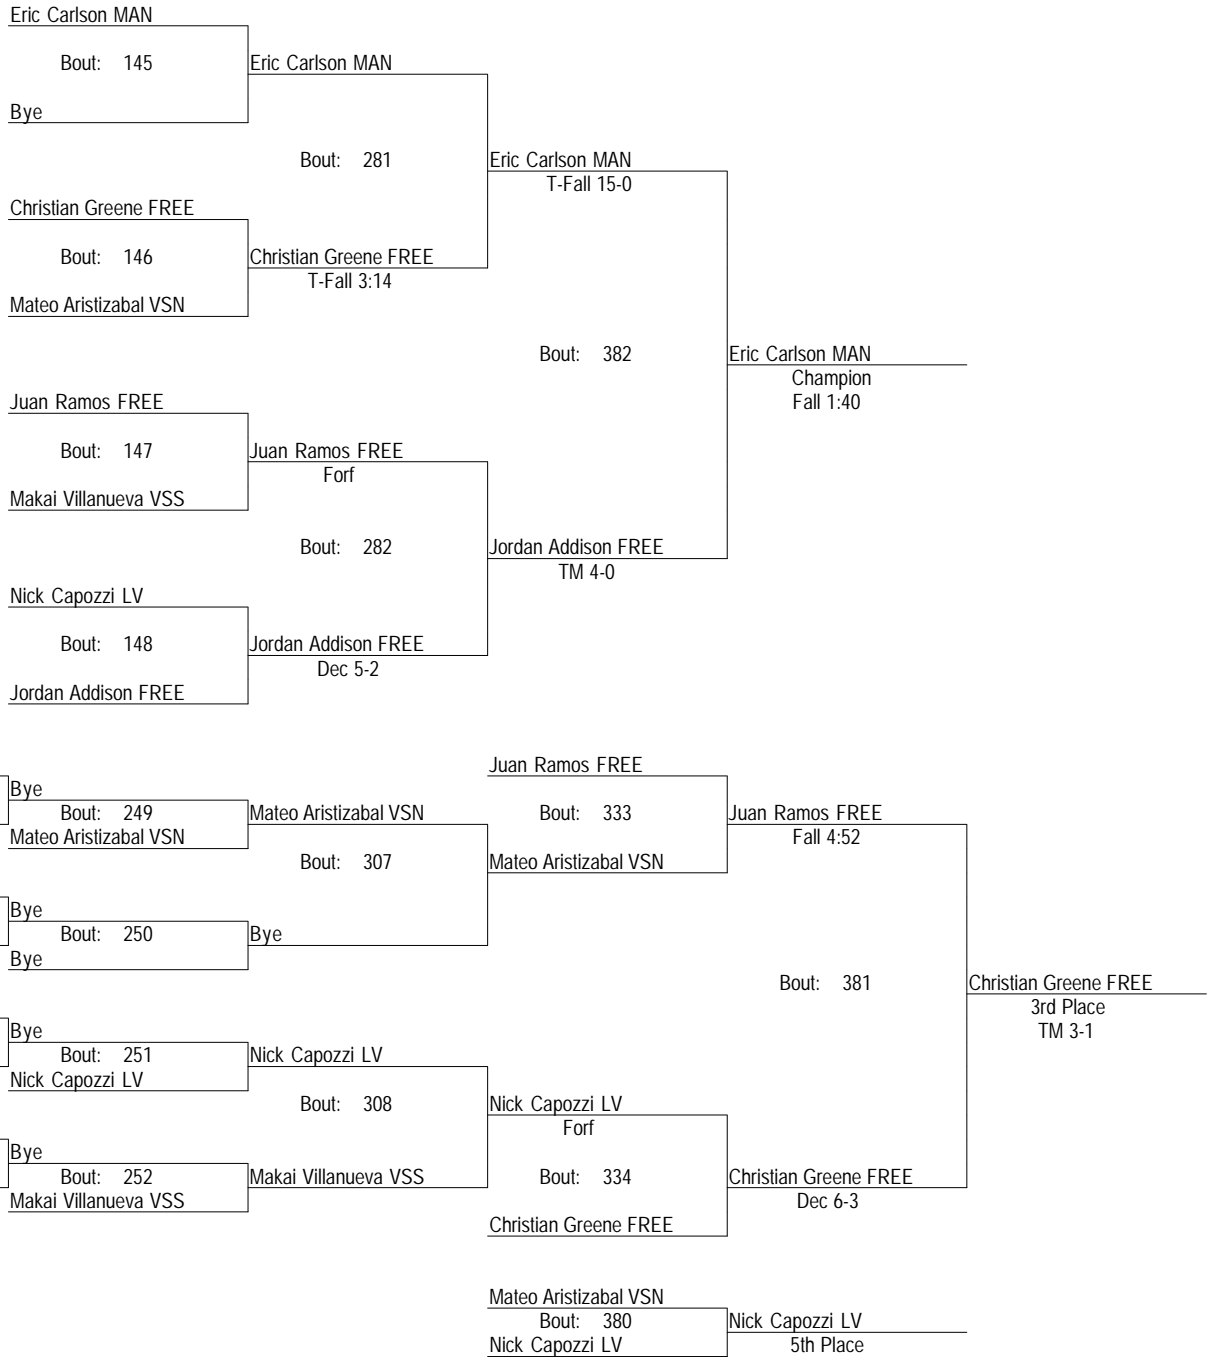 Eric Carlson MAN
Bout: 145
Eric Carlson MAN
Bye
Bout: 281
Eric Carlson MAN
T-Fall 15-0
Christian Greene FREE
Bout: 146
Christian Greene FREE
T-Fall 3:14
Mateo Aristizabal VSN
Bout: 382
Eric Carlson MAN
Champion
Fall 1:40
Juan Ramos FREE
Bout: 147
Juan Ramos FREE
Forf
Makai Villanueva VSS
Bout: 282
Jordan Addison FREE
TM 4-0
Nick Capozzi LV
Bout: 148
Jordan Addison FREE
Dec 5-2
Jordan Addison FREE
Juan Ramos FREE
Bye
Bout: 249
Mateo Aristizabal VSN
Bout: 333
Juan Ramos FREE
Mateo Aristizabal VSN
Fall 4:52
Bout: 307
Mateo Aristizabal VSN
Bye
Bout: 250
Bye
Bye
Bout: 381
Christian Greene FREE
3rd Place
TM 3-1
Bye
Bout: 251
Nick Capozzi LV
Nick Capozzi LV
Bout: 308
Nick Capozzi LV
Forf
Bye
Bout: 252
Makai Villanueva VSS
Bout: 334
Christian Greene FREE
Makai Villanueva VSS
Dec 6-3
Christian Greene FREE
Mateo Aristizabal VSN
Bout: 380
Nick Capozzi LV
Nick Capozzi LV
5th Place